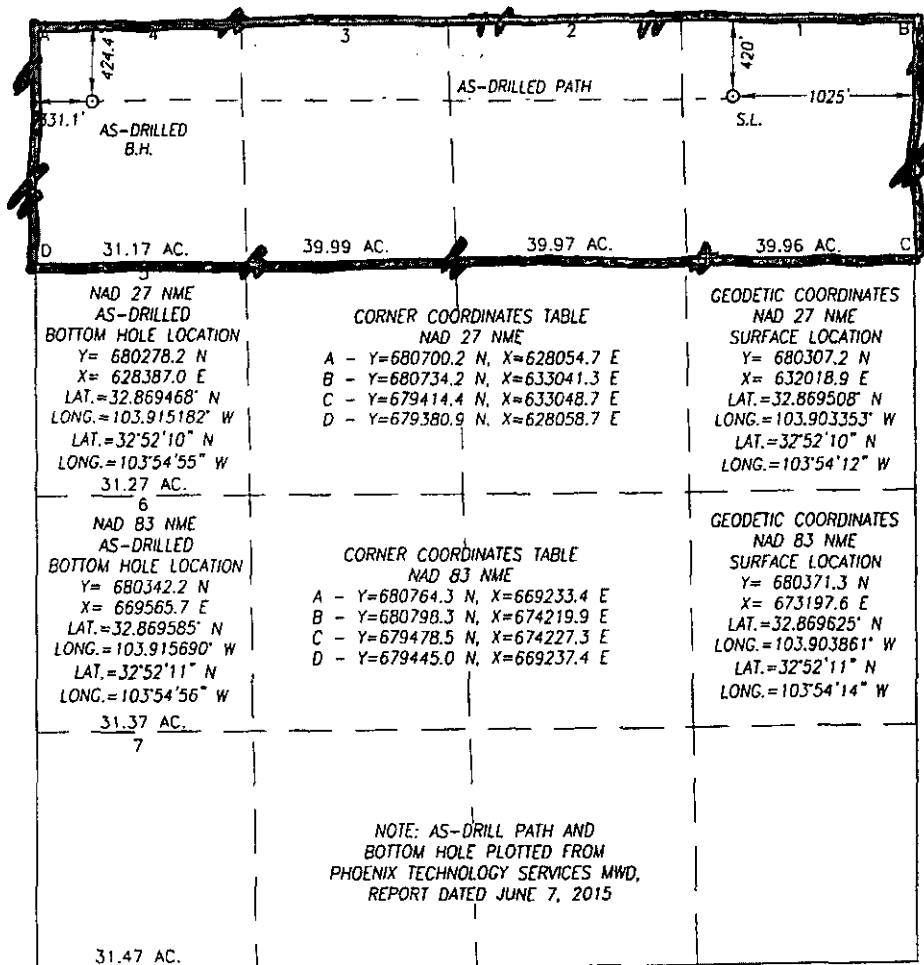 A 4 3 2 1 B
424.4'
420'
AS-DRILLED PATH
331.1'
1025'
AS-DRILLED
B.H.
S.L.
D 31.17 AC. 39.99 AC. 39.97 AC. 39.96 AC. C
5
NAD 27 NME
AS-DRILLED
BOTTOM HOLE LOCATION
Y= 680278.2 N
X= 628387.0 E
LAT.=32.869468° N
LONG.=103.915182° W
LAT.=32°52'10" N
LONG.=103°54'55" W
31.27 AC.
CORNER COORDINATES TABLE
NAD 27 NME
A - Y=680700.2 N, X=628054.7 E
B - Y=680734.2 N, X=633041.3 E
C - Y=679414.4 N, X=633048.7 E
D - Y=679380.9 N, X=628058.7 E
GEODETIC COORDINATES
NAD 27 NME
SURFACE LOCATION
Y= 680307.2 N
X= 632018.9 E
LAT.=32.869508° N
LONG.=103.903353° W
LAT.=32°52'10" N
LONG.=103°54'12" W
6
NAD 83 NME
AS-DRILLED
BOTTOM HOLE LOCATION
Y= 680342.2 N
X= 669565.7 E
LAT.=32.869585° N
LONG.=103.915690° W
LAT.=32°52'11" N
LONG.=103°54'56" W
31.37 AC.
CORNER COORDINATES TABLE
NAD 83 NME
A - Y=680764.3 N, X=669233.4 E
B - Y=680798.3 N, X=674219.9 E
C - Y=679478.5 N, X=674227.3 E
D - Y=679445.0 N, X=669237.4 E
GEODETIC COORDINATES
NAD 83 NME
SURFACE LOCATION
Y= 680371.3 N
X= 673197.6 E
LAT.=32.869625° N
LONG.=103.903861° W
LAT.=32°52'11" N
LONG.=103°54'14" W
7
NOTE: AS-DRILL PATH AND
BOTTOM HOLE PLOTTED FROM
PHOENIX TECHNOLOGY SERVICES MWD,
REPORT DATED JUNE 7, 2015
31.47 AC.